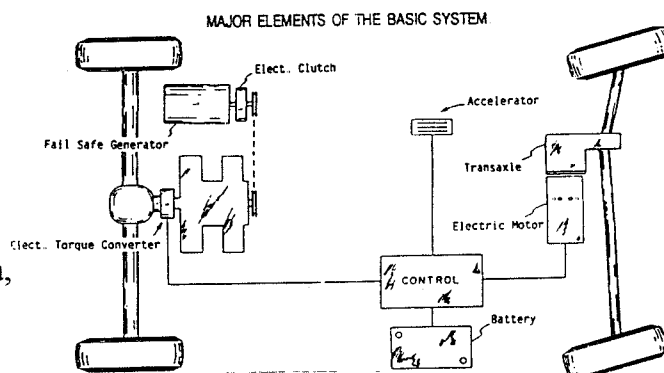 MAJOR ELEMENTS OF THE BASIC SYSTEM
Elect. Clutch
Accelerator
Fail Safe Generator
Transaxle
Electric Motor
Elect. Torque Converter
CONTROL
Battery